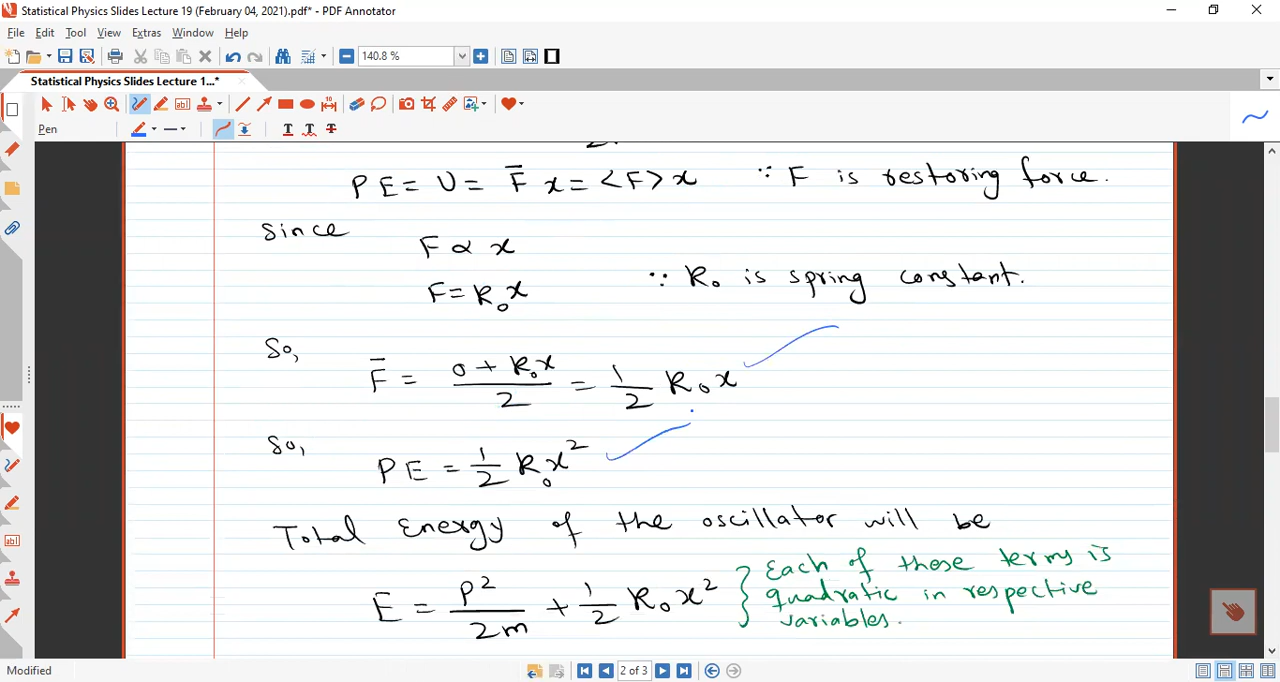 Statistical Physics Slides Lecture 19 (February 04, 2021).pdf* - PDF Annotator
File Edit Tool View Extras Window Help
140.8 %
Statistical Physics Slides Lecture 1...*
Pen
P E = U = F̄ x = <F> x ∵ F is restoring force.
Since
F ∝ x
F = k₀x ∵ k₀ is spring constant.
So,
F̄ = (0 + k₀x)/2 = 1/2 k₀x
So,
P E = 1/2 k₀x²
Total Energy of the oscillator will be
E = p²/2m + 1/2 k₀x² } Each of these terms is
quadratic in respective
variables.
Modified
2 of 3